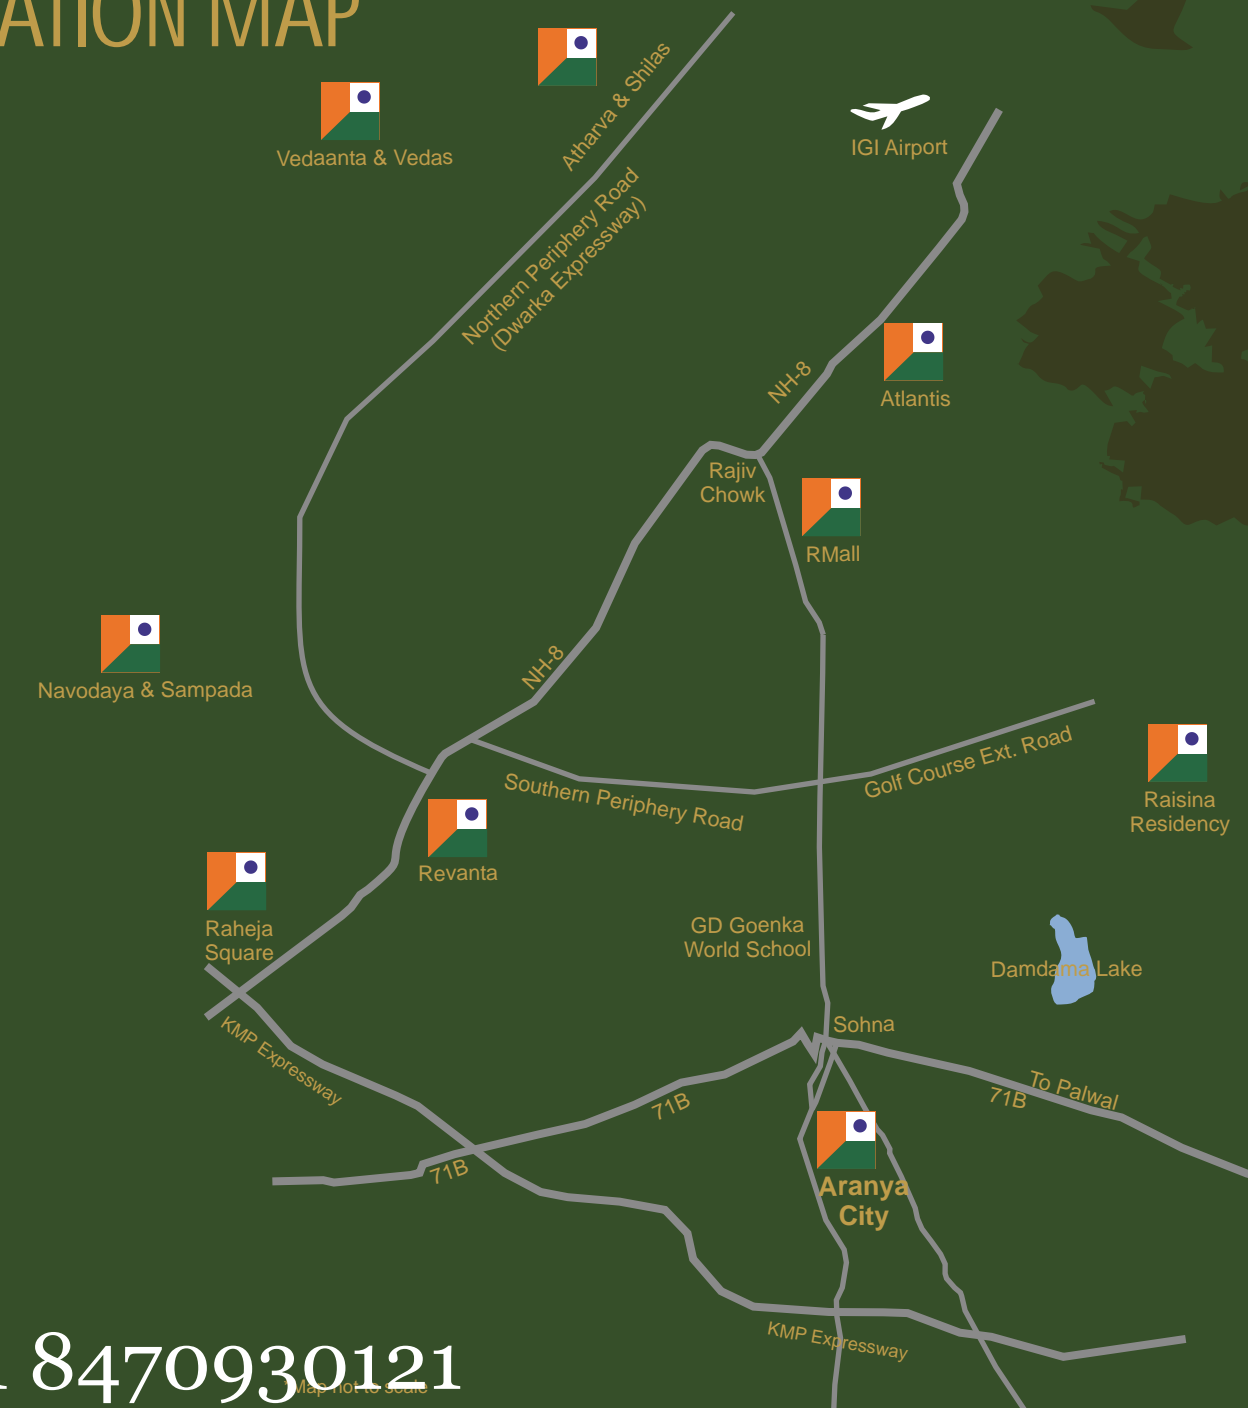 MAP
Atharva & Shilas
Vedaanta & Vedas
IGI Airport
Northern Periphery Road
(Dwarka Expressway)
NH-8
Atlantis
Rajiv
Chowk
RMall
NH-8
Navodaya & Sampada
Southern Periphery Road
Golf Course Ext. Road
Raisina
Residency
Revanta
Raheja
Square
GD Goenka
World School
Damdama Lake
Sohna
KMP Expressway
71B
To Palwal
71B
71B
Aranya
City
KMP Expressway
8470930121
*Map not to scale